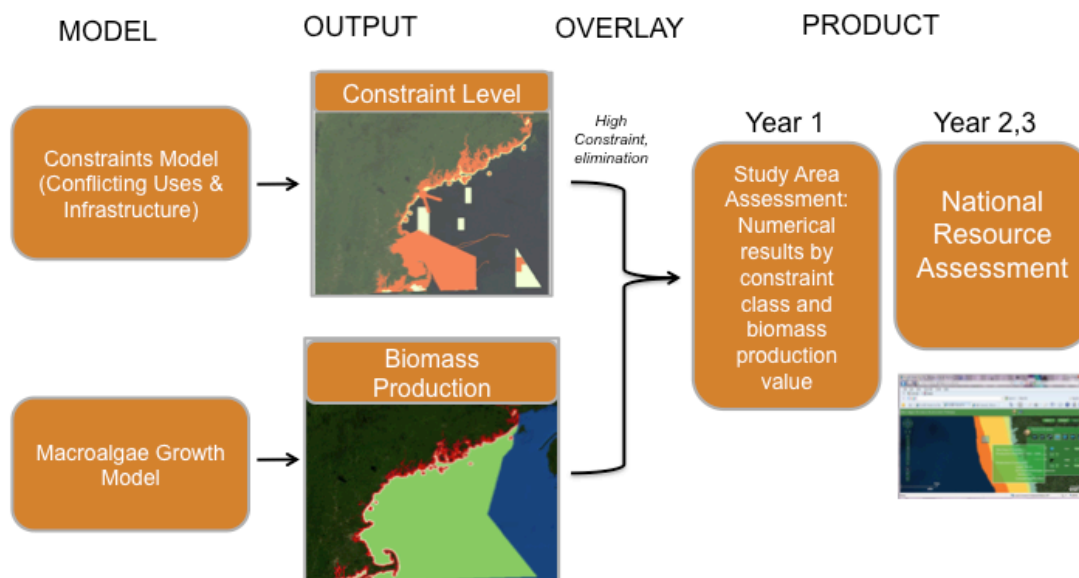 MODEL
OUTPUT
OVERLAY
PRODUCT
Constraints Model
(Conflicting Uses &
Infrastructure)
Constraint Level
High
Constraint,
elimination
Year 1
Study Area
Assessment:
Numerical
results by
constraint
class and
biomass
production
value
Year 2,3
National
Resource
Assessment
Macroalgae Growth
Model
Biomass
Production